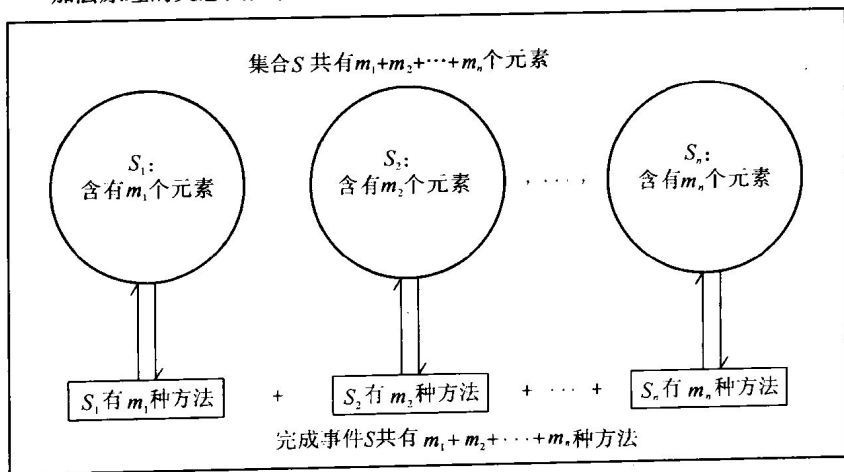 集合S 共有m₁+m₂+···+mₙ个元素
S₁: S₂: Sₙ:
含有m₁个元素 含有m₂个元素 ,····, 含有mₙ个元素
S₁有m₁种方法 + S₂有m₂种方法 + ··· + Sₙ有mₙ种方法
完成事件S共有 m₁+m₂+···+mₙ种方法